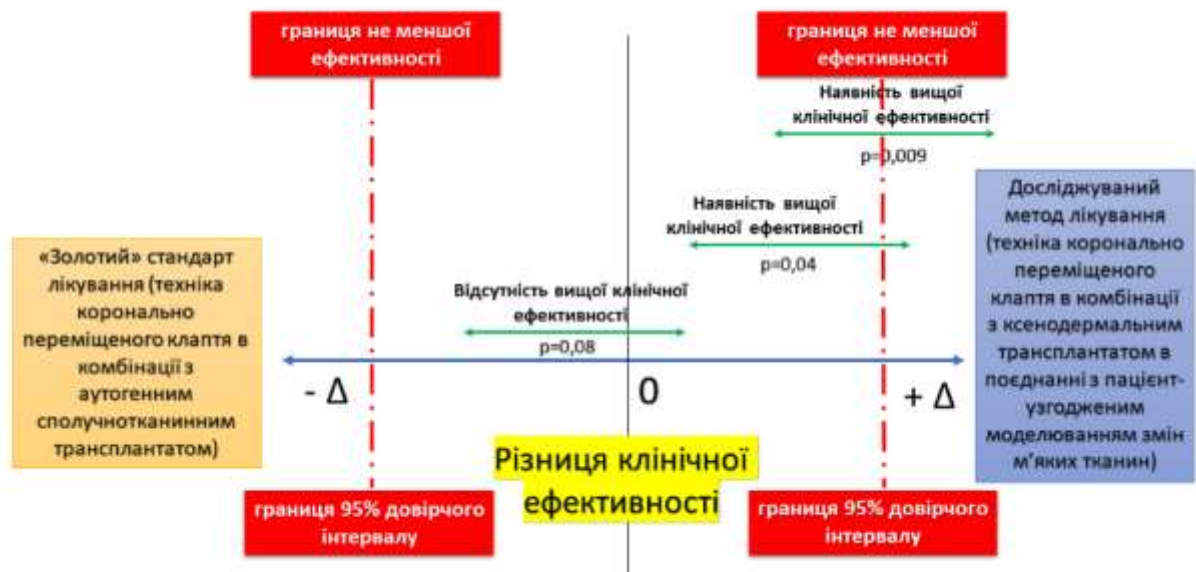 границя не меншої
ефективності
границя не меншої
ефективності
Наявність вищої
клінічної ефективності
p=0,009
Наявність вищої
клінічної ефективності
p=0,04
Відсутність вищої клінічної
ефективності
p=0,08
«Золотий» стандарт
лікування (техніка
коронально
переміщеного клаптя в
комбінації з
аутогенним
сполучнотканинним
трансплантатом)
Досліджуваний
метод лікування
(техніка коронально
переміщеного
клаптя в комбінації
з ксенодермальним
трансплантатом в
поєднанні з пацієнт-
узгодженим
моделюванням змін
м’яких тканин)
- Δ
0
+ Δ
Різниця клінічної
ефективності
границя 95% довірчого
інтервалу
границя 95% довірчого
інтервалу